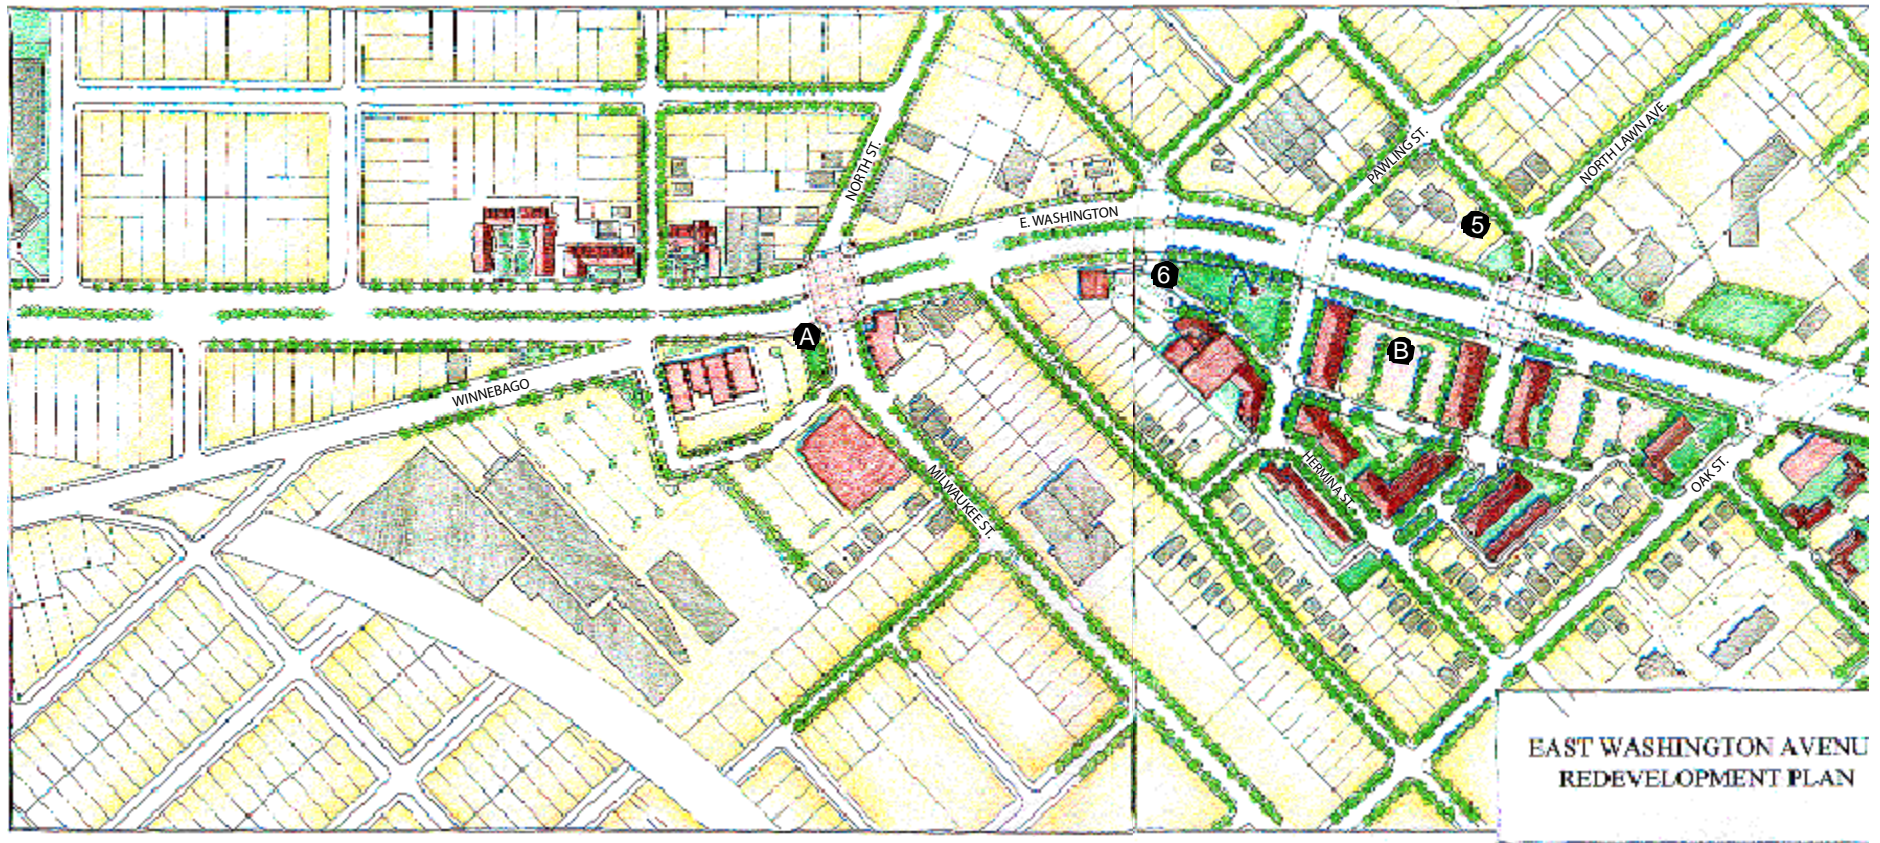 NORTH ST.
E. WASHINGTON
PAWLING ST.
NORTH LAWN AVE.
5
6
A
B
WINNEBAGO
MILWAUKEE ST.
HERMINA ST.
OAK ST.
EAST WASHINGTON AVENU
REDEVELOPMENT PLAN